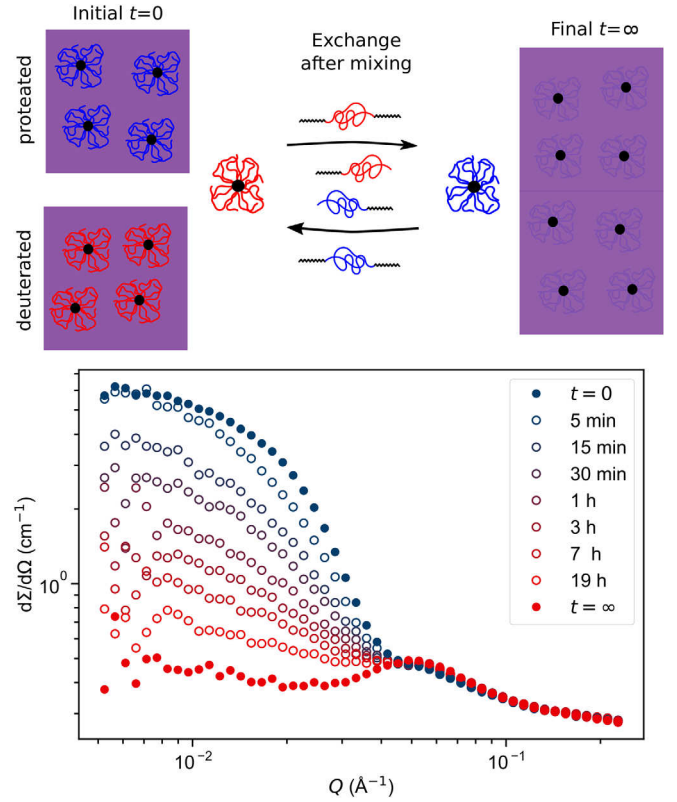 Initial t=0
Exchange
after mixing
Final t=∞
proteated
deuterated
t = 0
5 min
15 min
30 min
1 h
3 h
7 h
19 h
t = ∞
10⁰
dΣ/dΩ (cm⁻¹)
10⁻²
10⁻¹
Q (Å⁻¹)